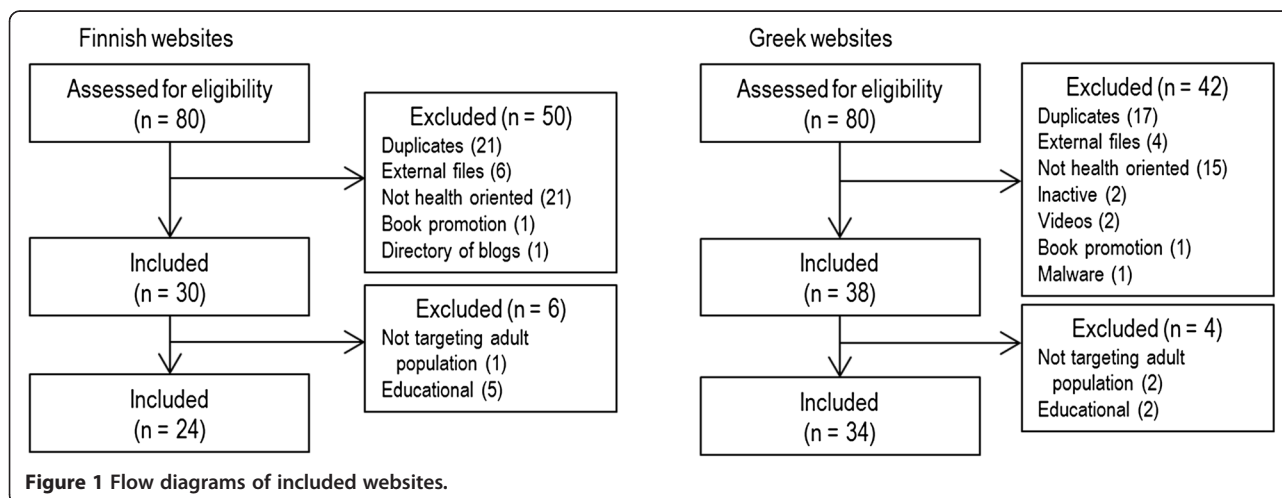 Finnish websites
Assessed for eligibility
(n = 80)
Excluded (n = 50)
Duplicates (21)
External files (6)
Not health oriented (21)
Book promotion (1)
Directory of blogs (1)
Included
(n = 30)
Excluded (n = 6)
Not targeting adult
population (1)
Educational (5)
Included
(n = 24)
Greek websites
Assessed for eligibility
(n = 80)
Excluded (n = 42)
Duplicates (17)
External files (4)
Not health oriented (15)
Inactive (2)
Videos (2)
Book promotion (1)
Malware (1)
Included
(n = 38)
Excluded (n = 4)
Not targeting adult
population (2)
Educational (2)
Included
(n = 34)
Figure 1 Flow diagrams of included websites.